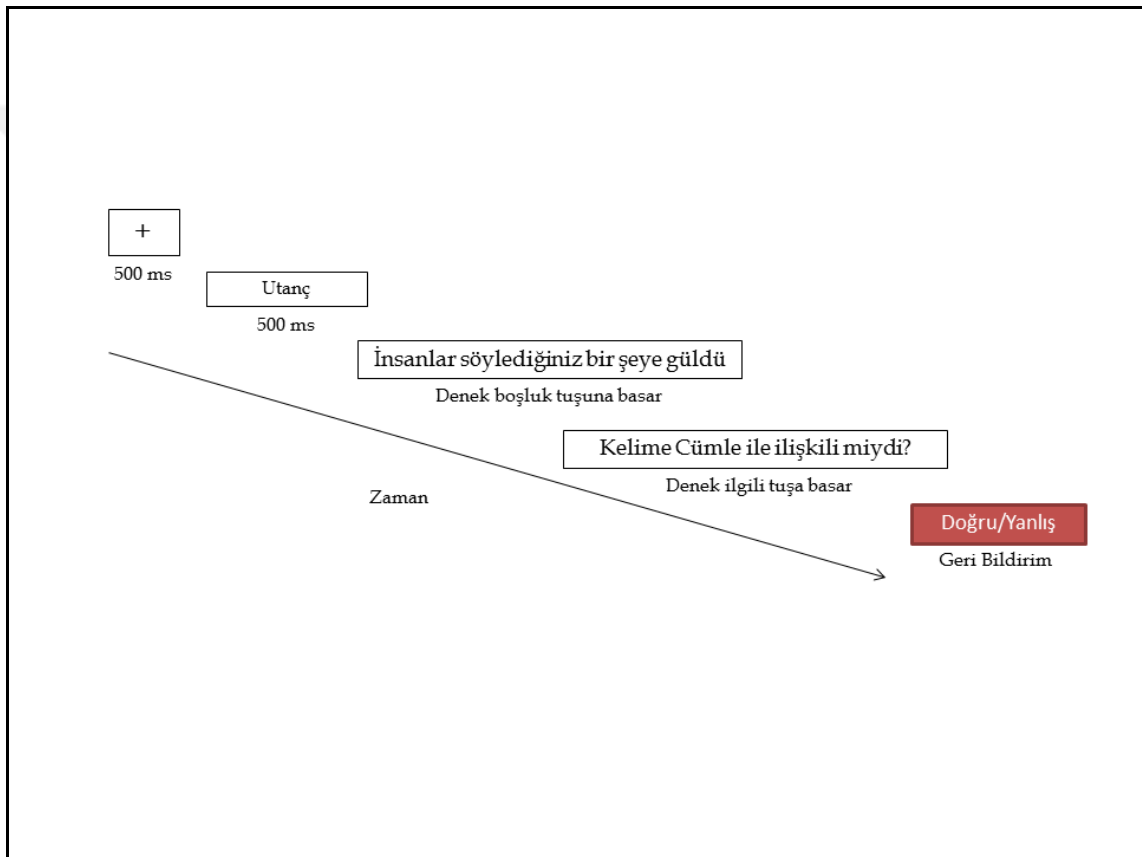 +
500 ms
Utanç
500 ms
İnsanlar söylediğiniz bir şeye güldü
Denek boşluk tuşuna basar
Kelime Cümle ile ilişkili miydi?
Denek ilgili tuşa basar
Zaman
Doğru/Yanlış
Geri Bildirim